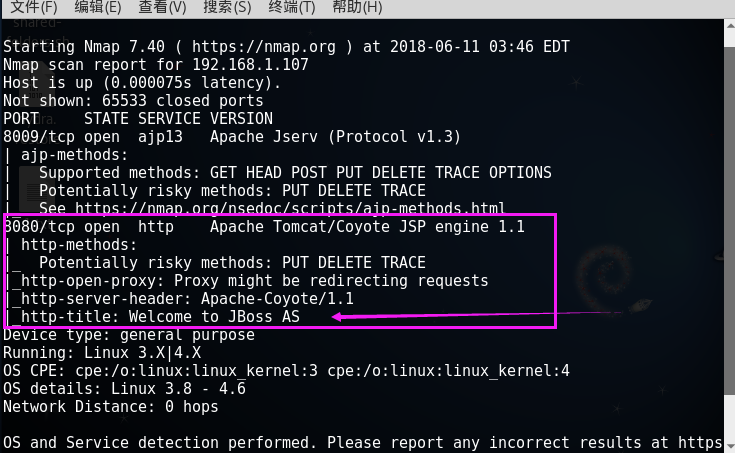 文件(F) 编辑(E) 查看(V) 搜索(S) 终端(T) 帮助(H)
Starting Nmap 7.40 ( https://nmap.org ) at 2018-06-11 03:46 EDT
Nmap scan report for 192.168.1.107
Host is up (0.000075s latency).
Not shown: 65533 closed ports
PORT     STATE SERVICE VERSION
8009/tcp open  ajp13   Apache Jserv (Protocol v1.3)
| ajp-methods:
|   Supported methods: GET HEAD POST PUT DELETE TRACE OPTIONS
|   Potentially risky methods: PUT DELETE TRACE
|_  See https://nmap.org/nsedoc/scripts/ajp-methods.html
8080/tcp open  http    Apache Tomcat/Coyote JSP engine 1.1
| http-methods:
|_  Potentially risky methods: PUT DELETE TRACE
|_http-open-proxy: Proxy might be redirecting requests
|_http-server-header: Apache-Coyote/1.1
|_http-title: Welcome to JBoss AS
Device type: general purpose
Running: Linux 3.X|4.X
OS CPE: cpe:/o:linux:linux_kernel:3 cpe:/o:linux:linux_kernel:4
OS details: Linux 3.8 - 4.6
Network Distance: 0 hops
OS and Service detection performed. Please report any incorrect results at https